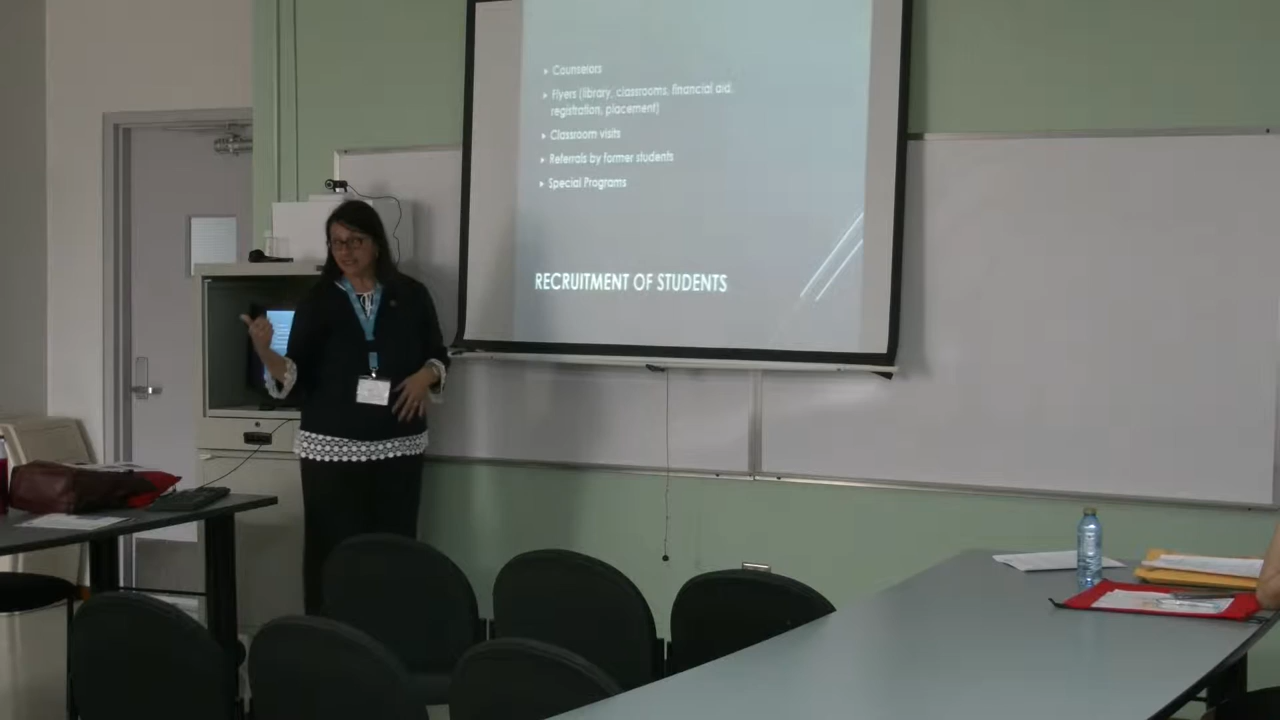 Counselors
Flyers (library, classrooms, financial aid,
registration, placement)
Classroom visits
Referrals by former students
Special Programs
RECRUITMENT OF STUDENTS